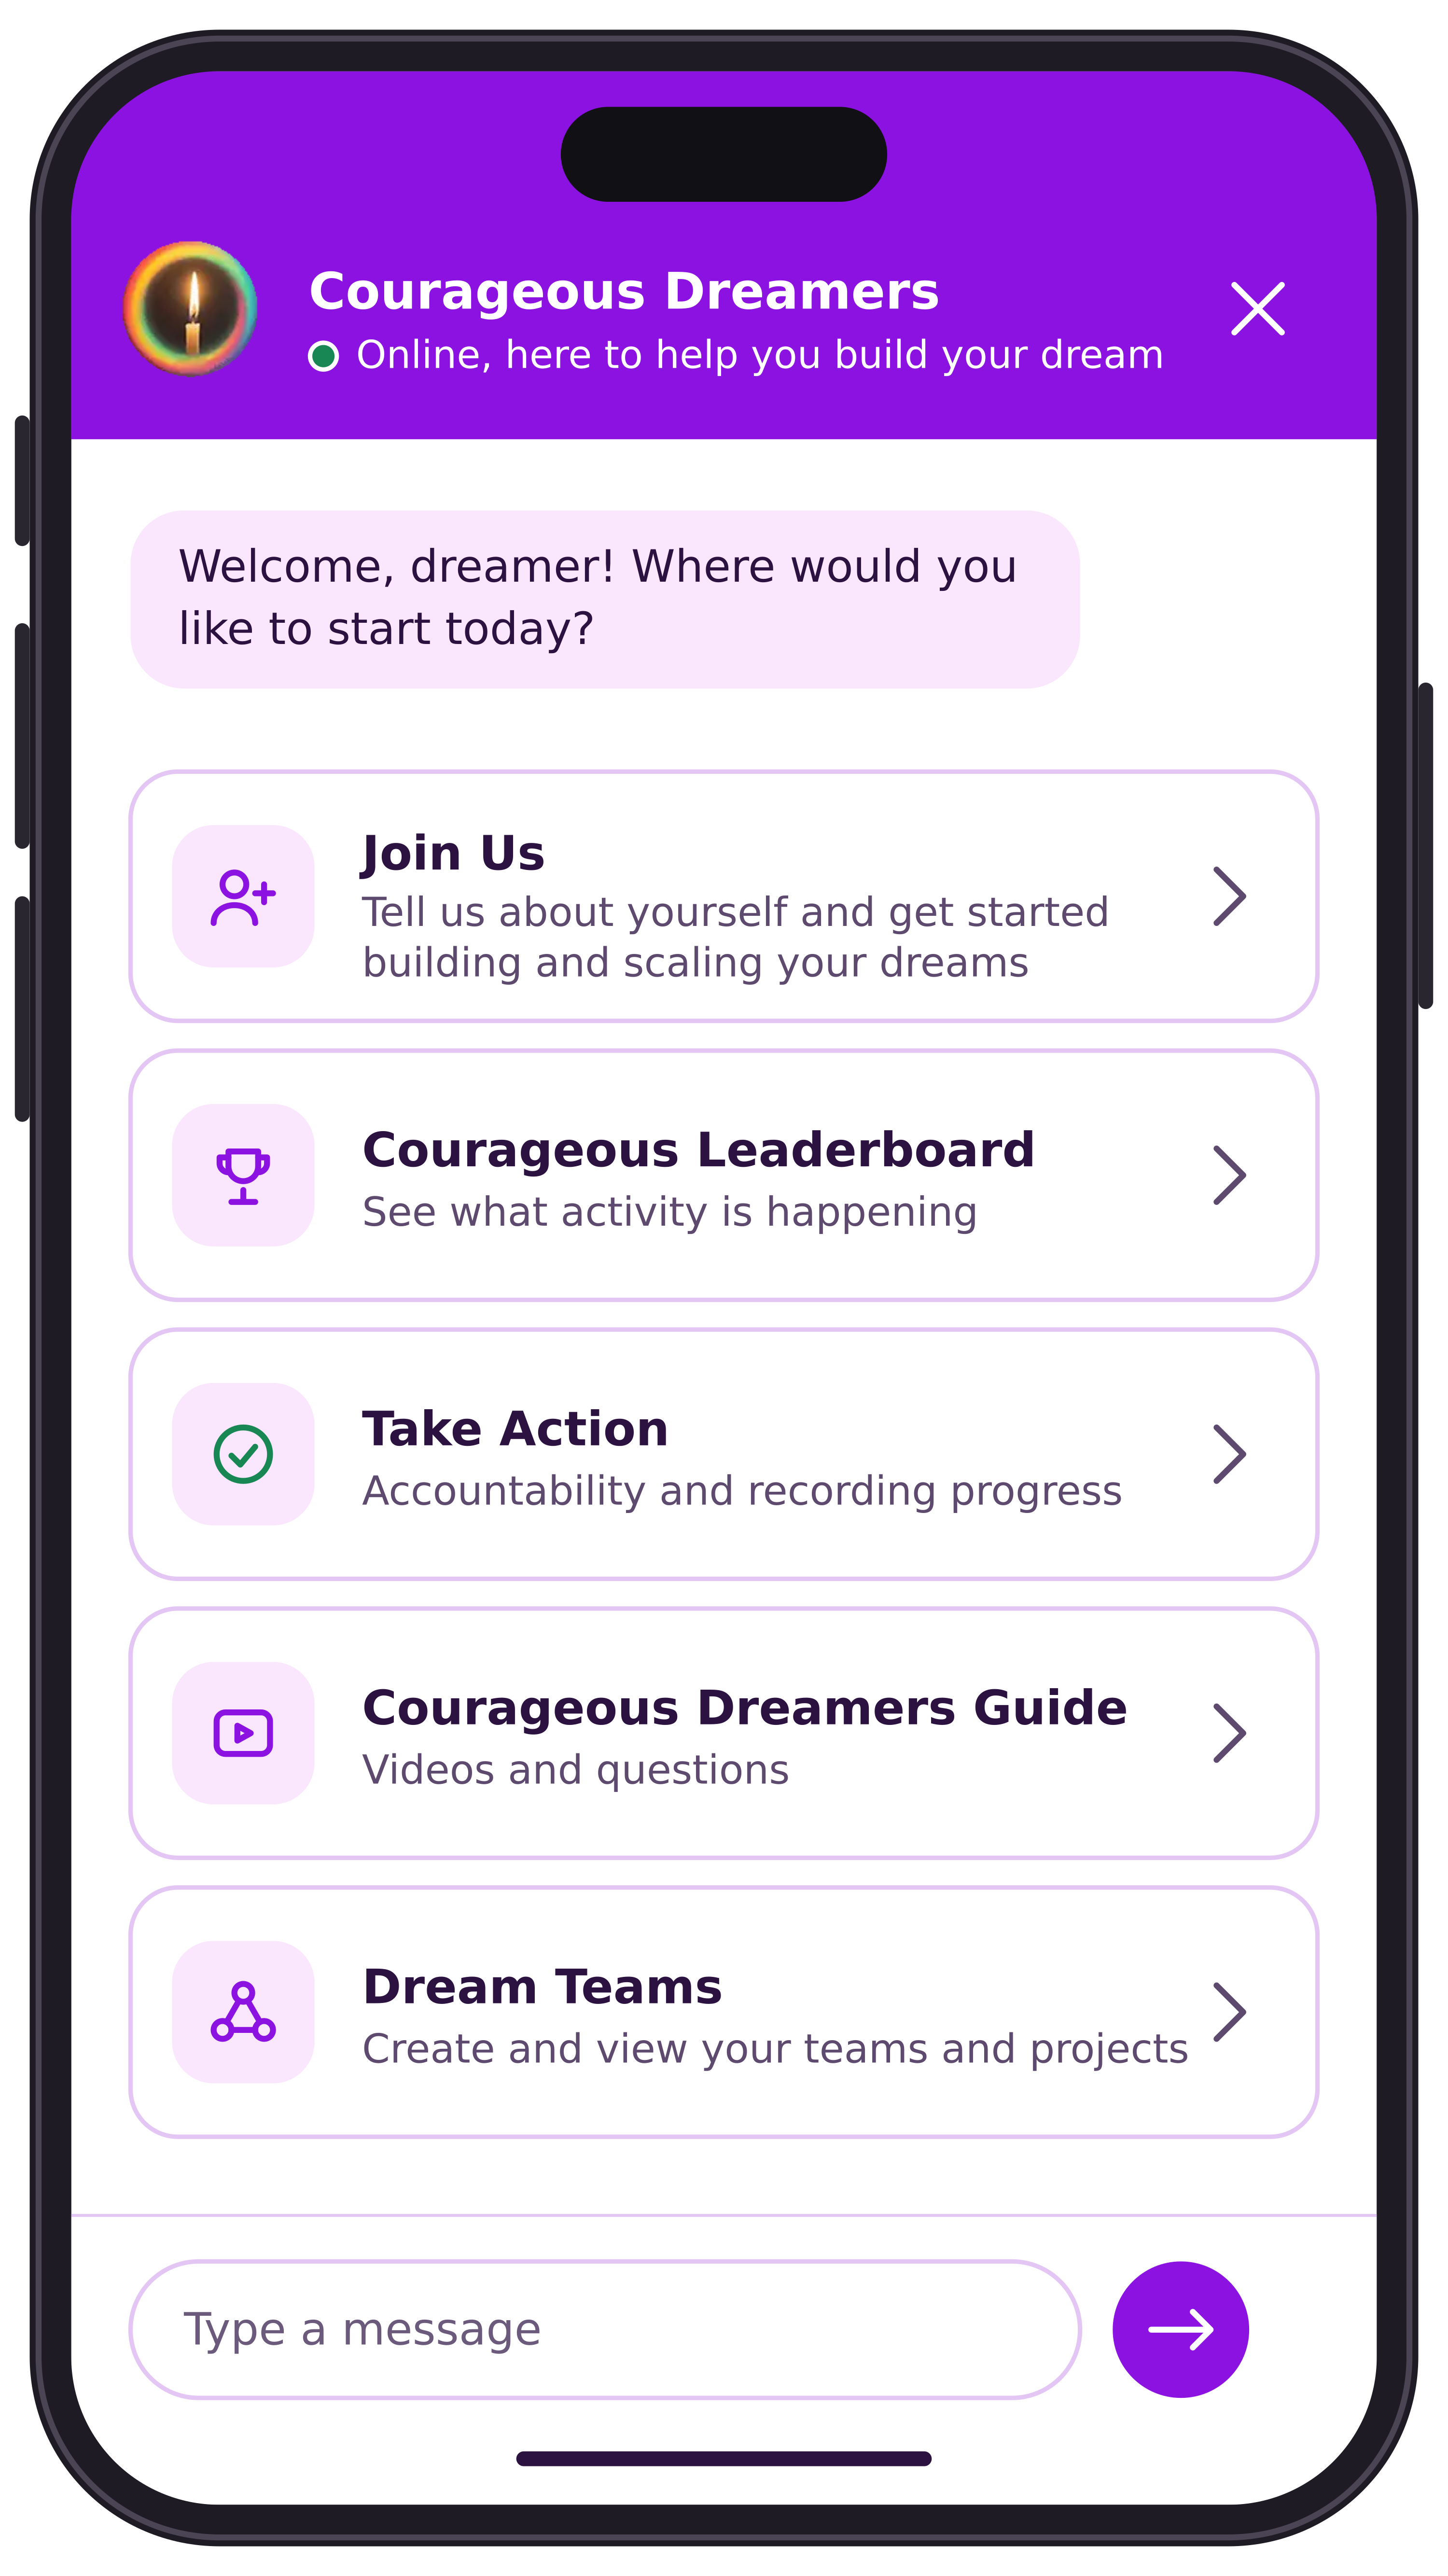 Courageous Dreamers
Online, here to help you build your dream
Welcome, dreamer! Where would you
like to start today?
Join Us
Tell us about yourself and get started
building and scaling your dreams
Courageous Leaderboard
See what activity is happening
Take Action
Accountability and recording progress
Courageous Dreamers Guide
Videos and questions
Dream Teams
Create and view your teams and projects
Type a message